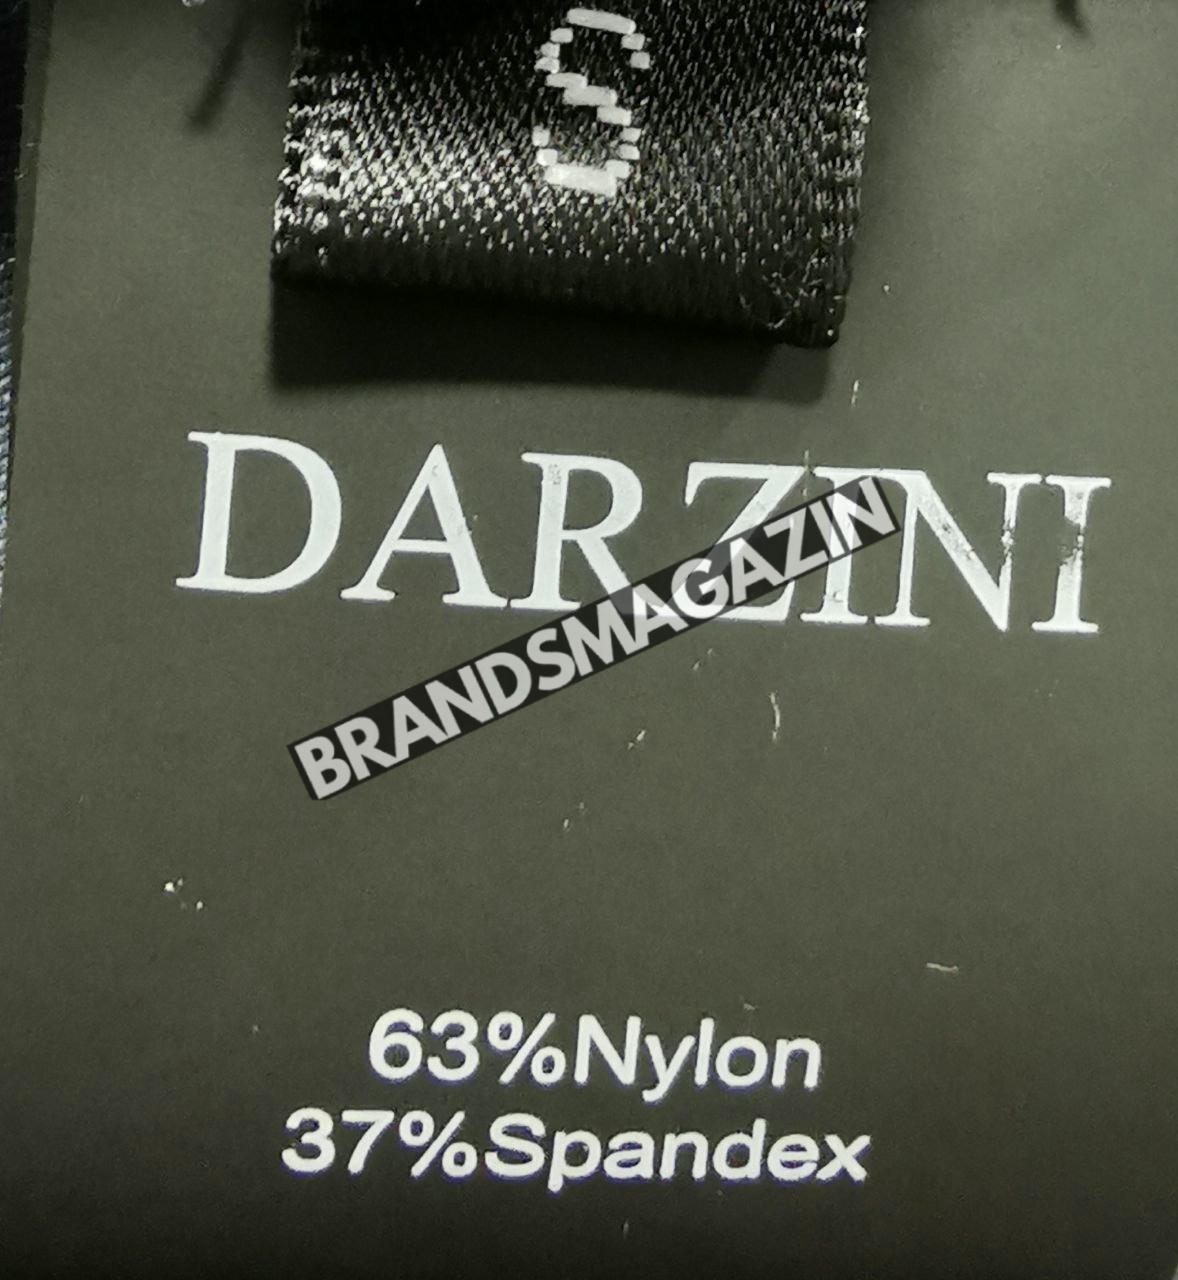 S
DARZINI
BRANDSMAGAZIN
63%Nylon
37%Spandex